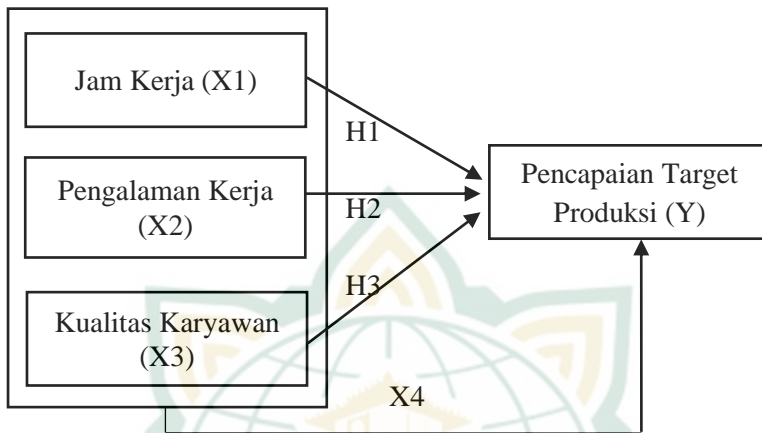 Jam Kerja (X1)
H1
Pengalaman Kerja
(X2)
H2
Pencapaian Target
Produksi (Y)
H3
Kualitas Karyawan
(X3)
X4